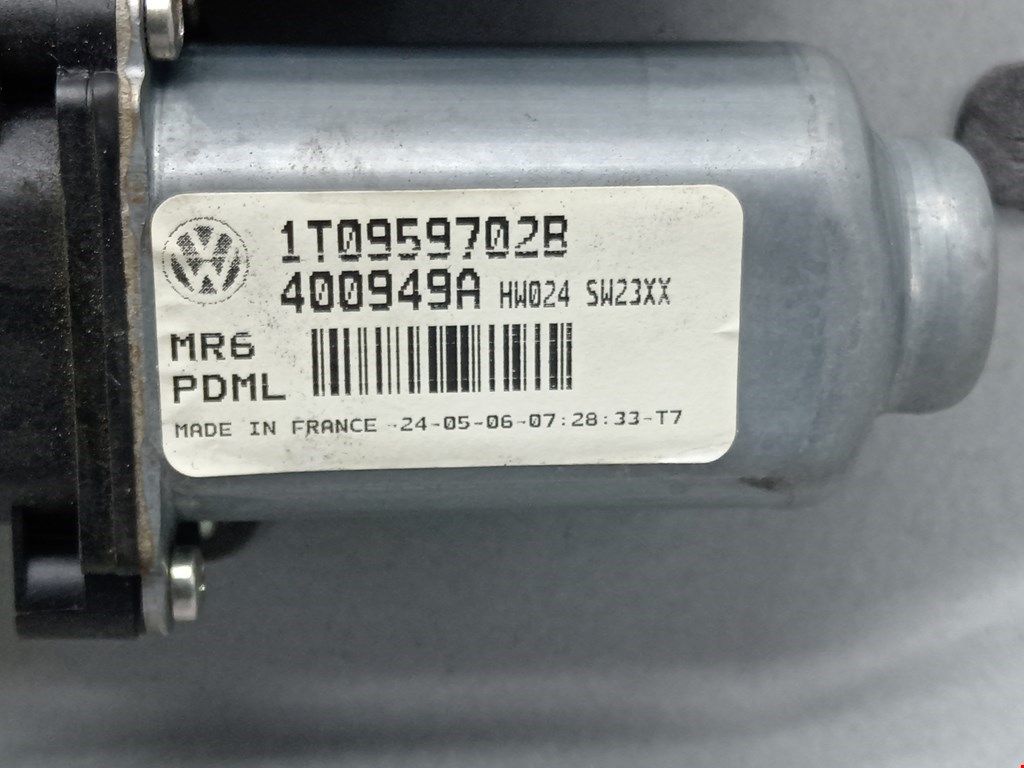 1T0959702B
400949A HW024 SW23XX
MR6
PDML
MADE IN FRANCE -24-05-06-07:28:33-T7